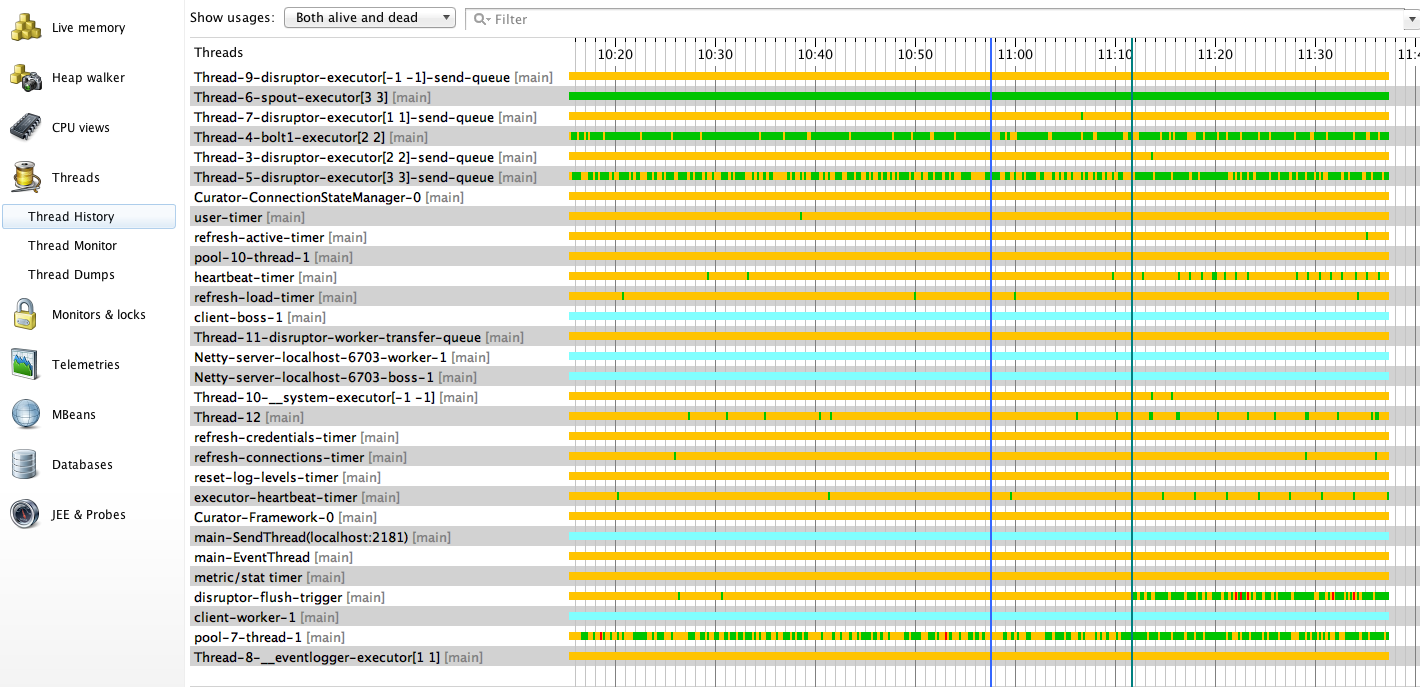 Live memory
Heap walker
CPU views
Threads
Thread History
Thread Monitor
Thread Dumps
Monitors & locks
Telemetries
MBeans
Databases
JEE & Probes
Show usages: Both alive and dead Filter
Threads 10:20 10:30 10:40 10:50 11:00 11:10 11:20 11:30 11:4
Thread-9-disruptor-executor[-1 -1]-send-queue [main]
Thread-6-spout-executor[3 3] [main]
Thread-7-disruptor-executor[1 1]-send-queue [main]
Thread-4-bolt1-executor[2 2] [main]
Thread-3-disruptor-executor[2 2]-send-queue [main]
Thread-5-disruptor-executor[3 3]-send-queue [main]
Curator-ConnectionStateManager-0 [main]
user-timer [main]
refresh-active-timer [main]
pool-10-thread-1 [main]
heartbeat-timer [main]
refresh-load-timer [main]
client-boss-1 [main]
Thread-11-disruptor-worker-transfer-queue [main]
Netty-server-localhost-6703-worker-1 [main]
Netty-server-localhost-6703-boss-1 [main]
Thread-10-__system-executor[-1 -1] [main]
Thread-12 [main]
refresh-credentials-timer [main]
refresh-connections-timer [main]
reset-log-levels-timer [main]
executor-heartbeat-timer [main]
Curator-Framework-0 [main]
main-SendThread(localhost:2181) [main]
main-EventThread [main]
metric/stat timer [main]
disruptor-flush-trigger [main]
client-worker-1 [main]
pool-7-thread-1 [main]
Thread-8-__eventlogger-executor[1 1] [main]